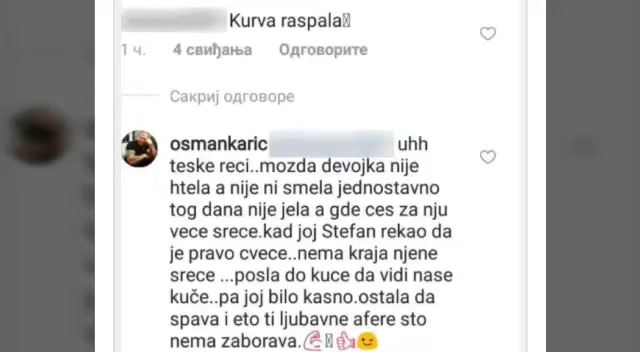 Kurva raspala
1 ч. 4 свиђања Одговорите
Сакриј одговоре
osmankaric uhh
teske reci..mozda devojka nije
htela a nije ni smela jednostavno
tog dana nije jela a gde ces za nju
vece srece.kad joj Stefan rekao da
je pravo cvece..nema kraja njene
srece ...posla do kuce da vidi nase
kuče..pa joj bilo kasno.ostala da
spava i eto ti ljubavne afere sto
nema zaborava.💪👍🙂